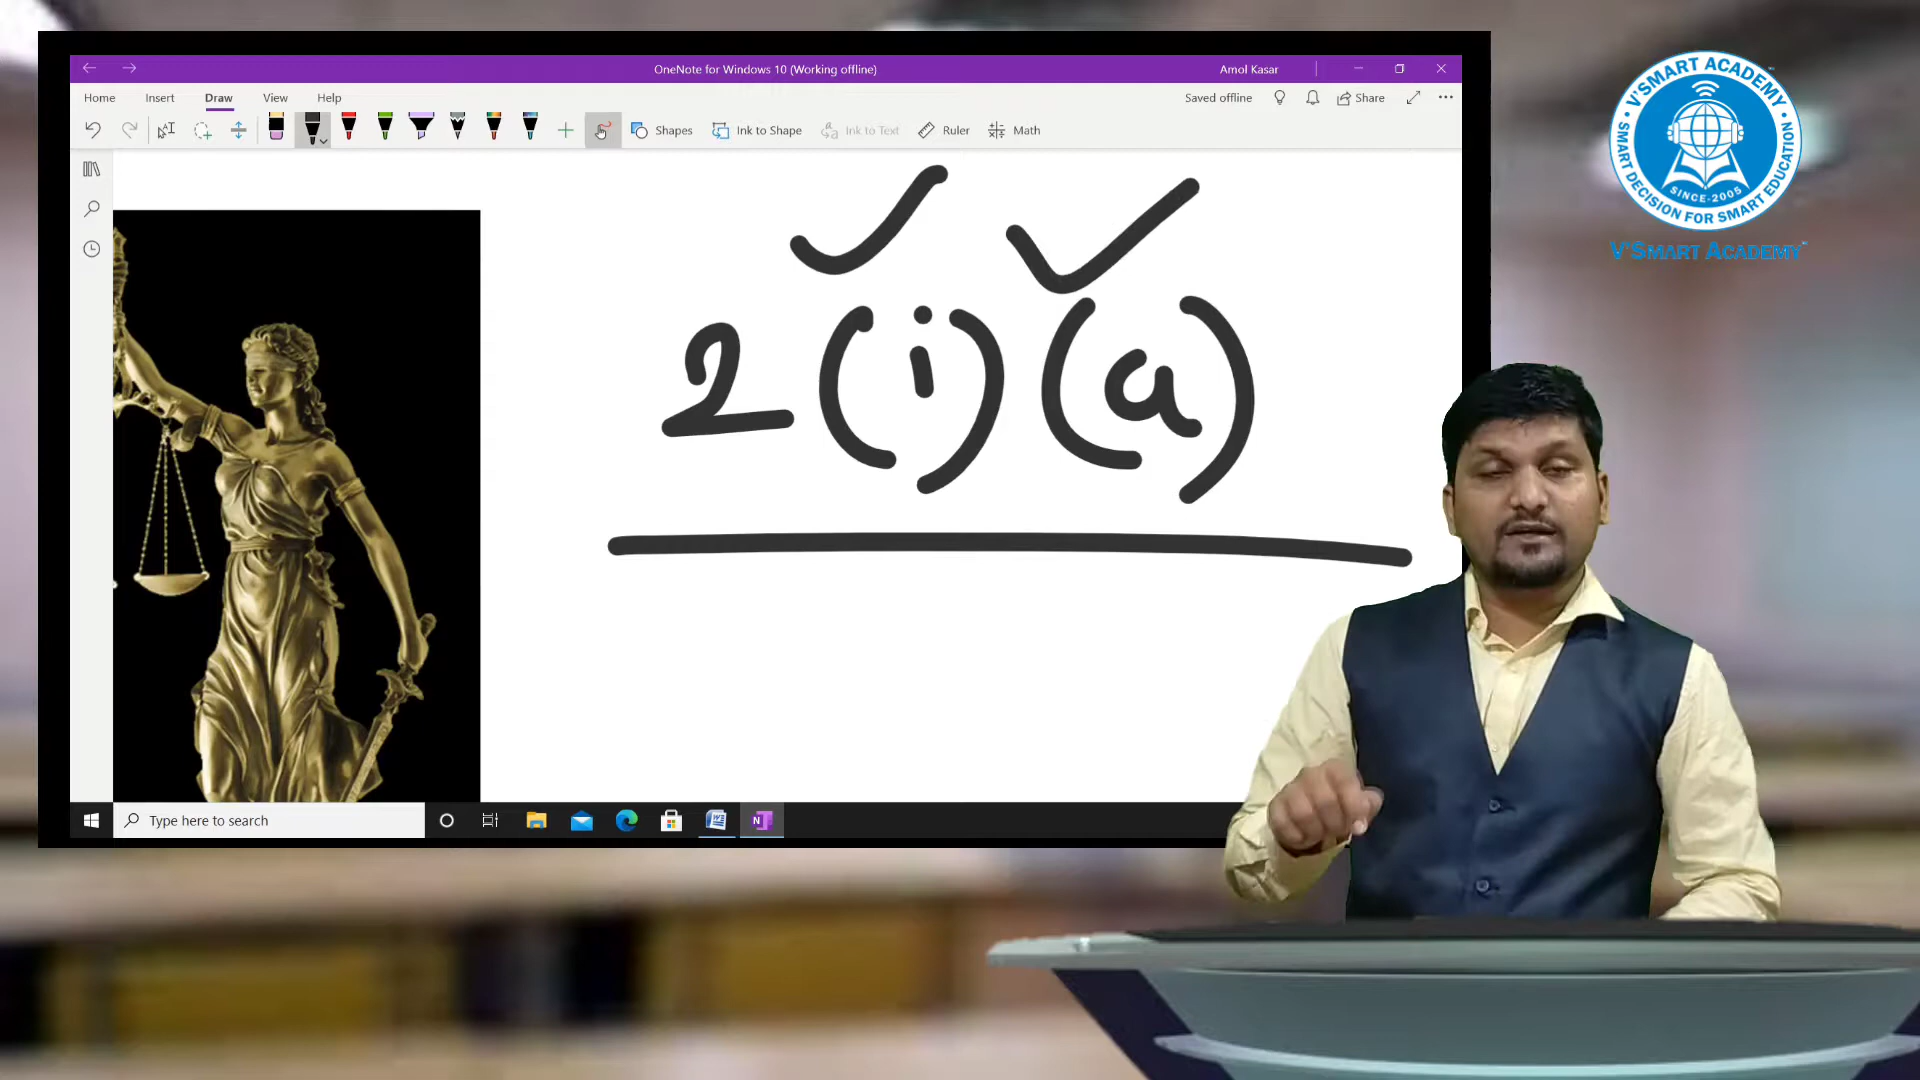 OneNote for Windows 10 (Working offline)
Amol Kasar
Home Insert Draw View Help
Saved offline
Share
Shapes
Ink to Shape
Ink to Text
Ruler
Math
2 (i) (a)
Type here to search
V'SMART ACADEMY
SMART DECISION FOR SMART EDUCATION
SINCE-2005
V'SMART ACADEMY™